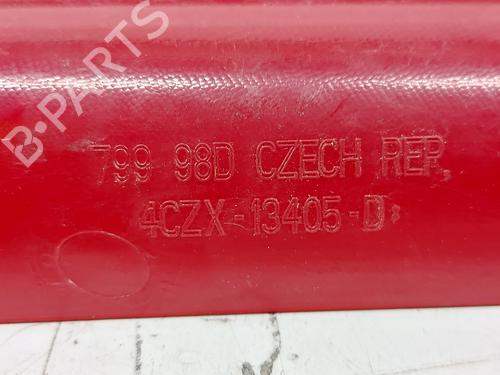 799 98D CZECH REP.
4CZX-13405-D
B-PARTS